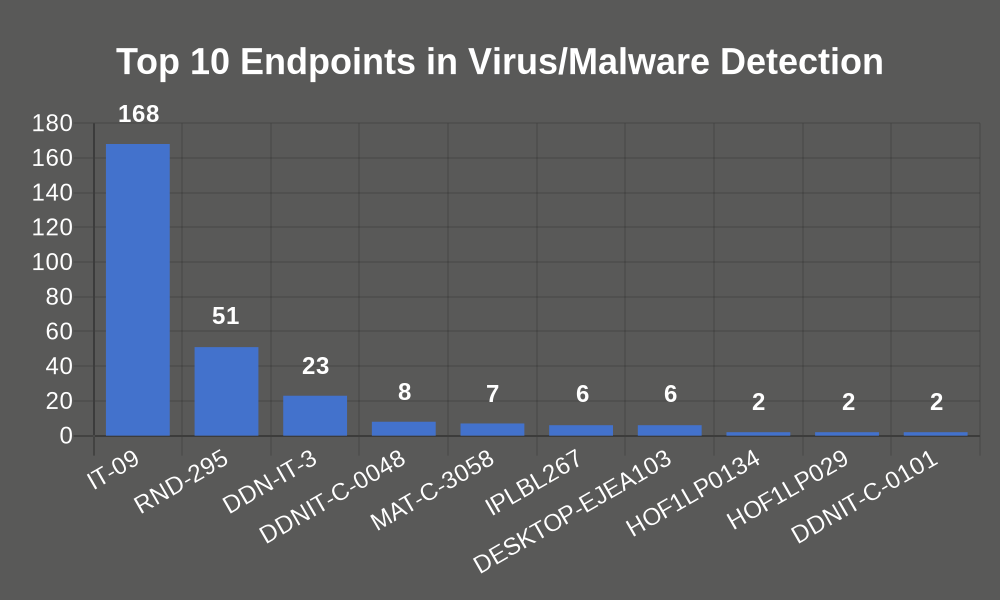 Top 10 Endpoints in Virus/Malware Detection
168
180
160
140
120
100
80
60
40
20
0
51
23
8
7
6
6
2
2
2
IT-09
RND-295
DDN-IT-3
DDNIT-C-0048
MAT-C-3058
IPLBL267
DESKTOP-EJEA103
HOF1LP0134
HOF1LP029
DDNIT-C-0101